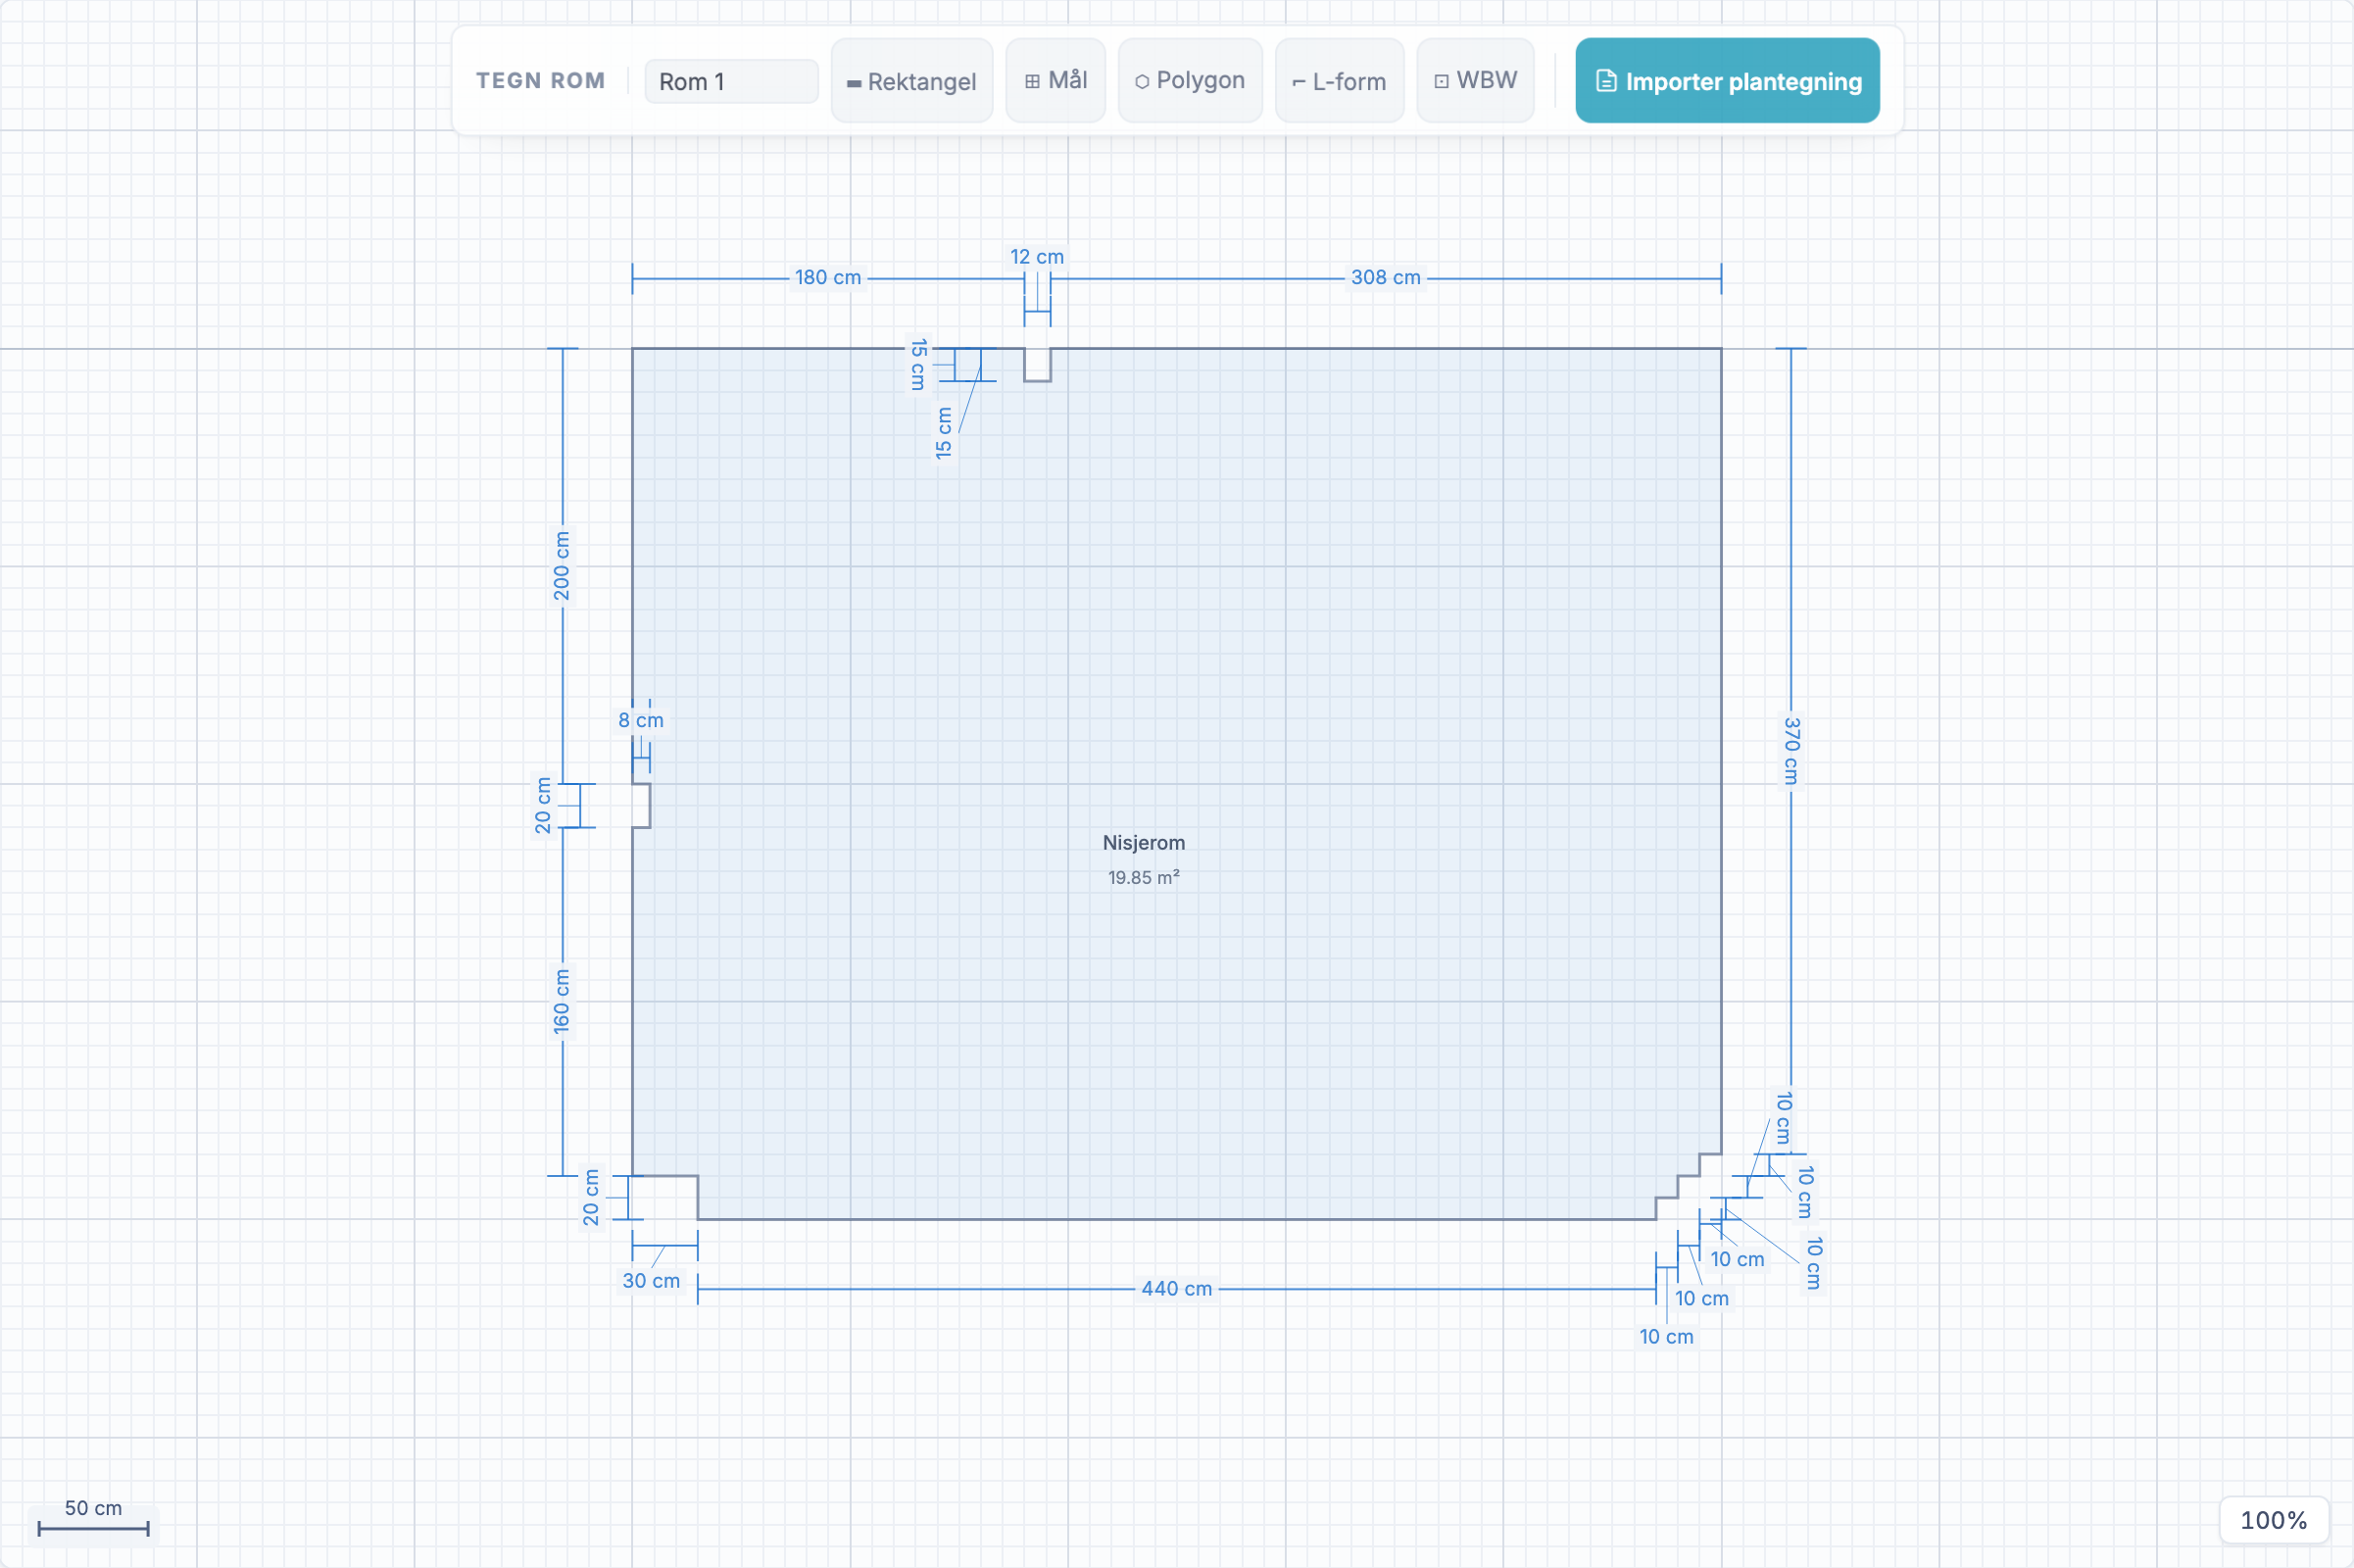 TEGN ROM
Rom 1
Rektangel
Mål
Polygon
L-form
WBW
Importer plantegning
12 cm
180 cm
308 cm
15 cm
15 cm
200 cm
370 cm
8 cm
20 cm
Nisjerom
19.85 m²
160 cm
10 cm
10 cm
20 cm
10 cm
10 cm
30 cm
440 cm
10 cm
10 cm
50 cm
100%